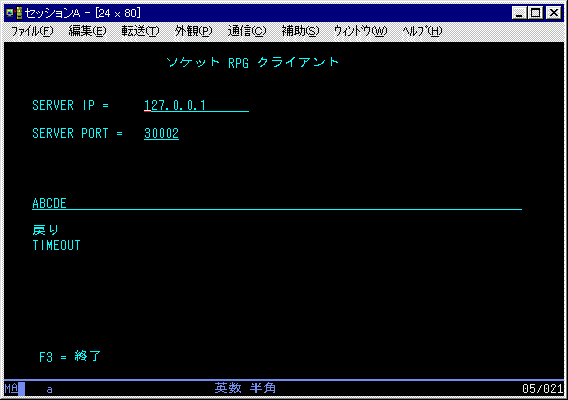 セッションA - [24 × 80]
ファイル(F) 編集(E) 転送(T) 外観(P) 通信(C) 補助(S) ウィンドウ(W) ヘルプ(H)
ソケット RPG クライアント
SERVER IP = 127.0.0.1
SERVER PORT = 30002
ABCDE
戻り
TIMEOUT
F3 = 終了
MA a 英数 半角 05/021